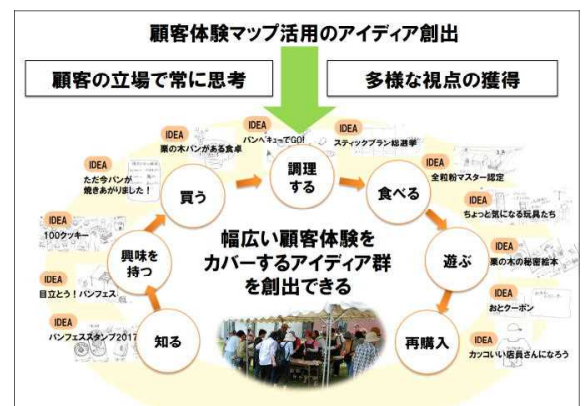 顧客体験マップ活用のアイディア創出
顧客の立場で常に思考
多様な視点の獲得
IDEA
パンフェススタンプ2017
知る
IDEA
目立とう!パンフェス
興味を
持つ
IDEA
100クッキー
IDEA
ただ今パンが
焼きあがりました!
買う
IDEA
栗の木パンがある食卓
IDEA
パンベキューでGO!
調理
する
IDEA
スティックプラン総選挙
食べる
IDEA
全粒粉マスター認定
IDEA
ちょっと気になる玩具たち
遊ぶ
IDEA
栗の木の秘密絵本
IDEA
おとクーポン
再購入
IDEA
カッコいい店員さんになろう
幅広い顧客体験を
カバーするアイディア群
を創出できる